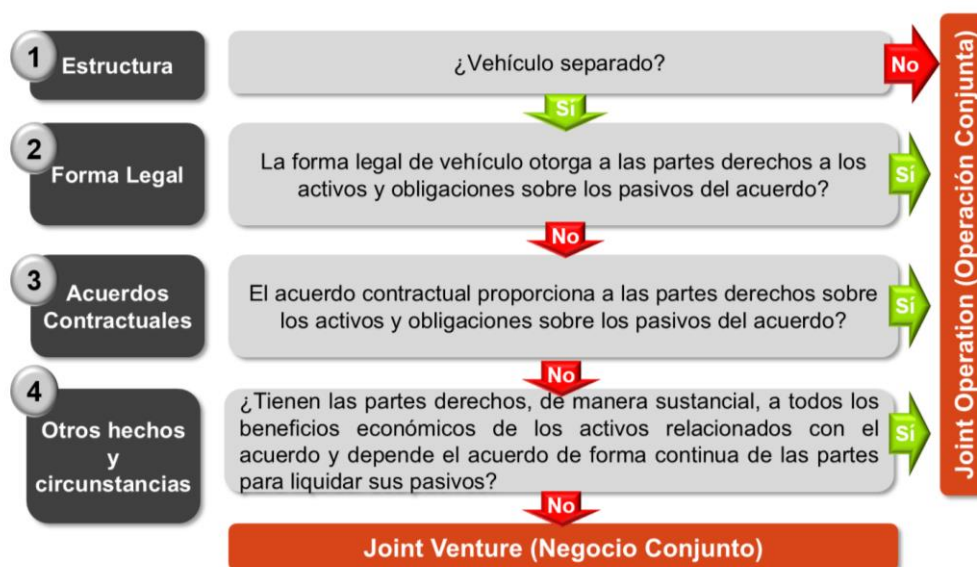 1
Estructura
¿Vehículo separado?
No
Sí
2
Forma Legal
La forma legal de vehículo otorga a las partes derechos a los
activos y obligaciones sobre los pasivos del acuerdo?
Sí
No
3
Acuerdos
Contractuales
El acuerdo contractual proporciona a las partes derechos sobre
los activos y obligaciones sobre los pasivos del acuerdo?
Sí
No
4
Otros hechos
y
circunstancias
¿Tienen las partes derechos, de manera sustancial, a todos los
beneficios económicos de los activos relacionados con el
acuerdo y depende el acuerdo de forma continua de las partes
para liquidar sus pasivos?
Sí
No
Joint Venture (Negocio Conjunto)
Joint Operation (Operación Conjunta)